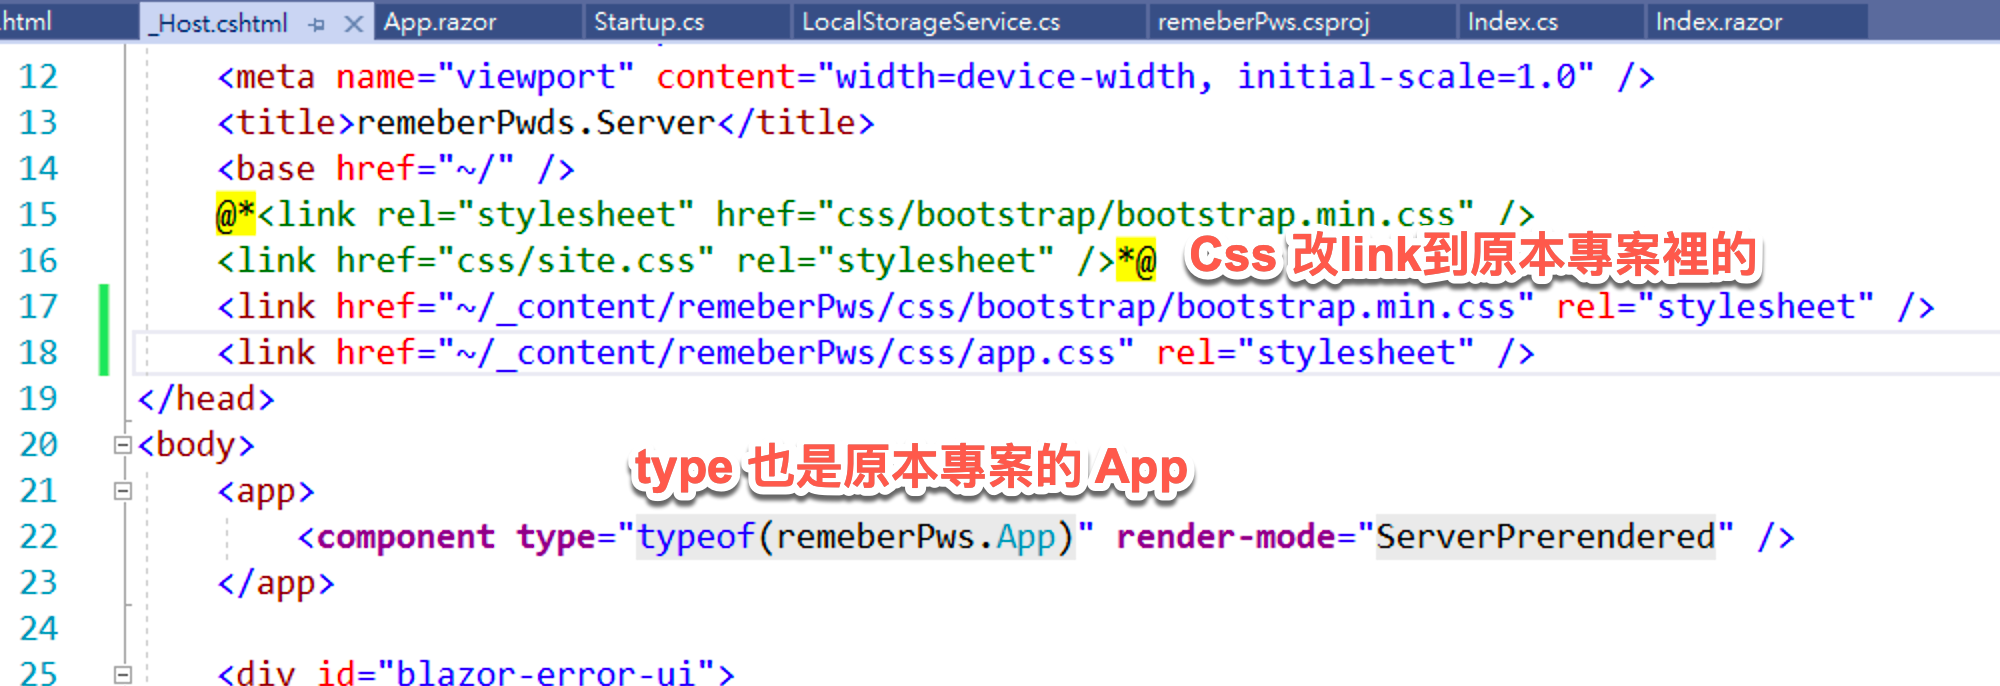 .html _Host.cshtml App.razor Startup.cs LocalStorageService.cs remeberPws.csproj Index.cs Index.razor
12 <meta name="viewport" content="width=device-width, initial-scale=1.0" />
13 <title>remeberPwds.Server</title>
14 <base href="~/" />
15 @*<link rel="stylesheet" href="css/bootstrap/bootstrap.min.css" />
16 <link href="css/site.css" rel="stylesheet" />*@
Css 改link到原本專案裡的
17 <link href="~/_content/remeberPws/css/bootstrap/bootstrap.min.css" rel="stylesheet" />
18 <link href="~/_content/remeberPws/css/app.css" rel="stylesheet" />
19 </head>
20 <body>
type 也是原本專案的 App
21 <app>
22 <component type="typeof(remeberPws.App)" render-mode="ServerPrerendered" />
23 </app>
24
25 <div id="blazor-error-ui">